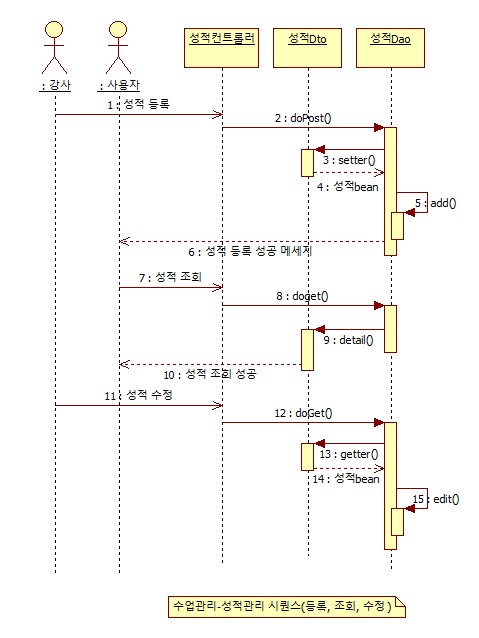 성적컨트롤러
성적Dto
성적Dao
: 강사
: 사용자
1 : 성적 등록
2 : doPost()
3 : setter()
4 : 성적bean
5 : add()
6 : 성적 등록 성공 메세지
7 : 성적 조회
8 : doget()
9 : detail()
10 : 성적 조회 성공
11 : 성적 수정
12 : doGet()
13 : getter()
14 : 성적bean
15 : edit()
수업관리-성적관리 시퀀스(등록, 조회, 수정 )